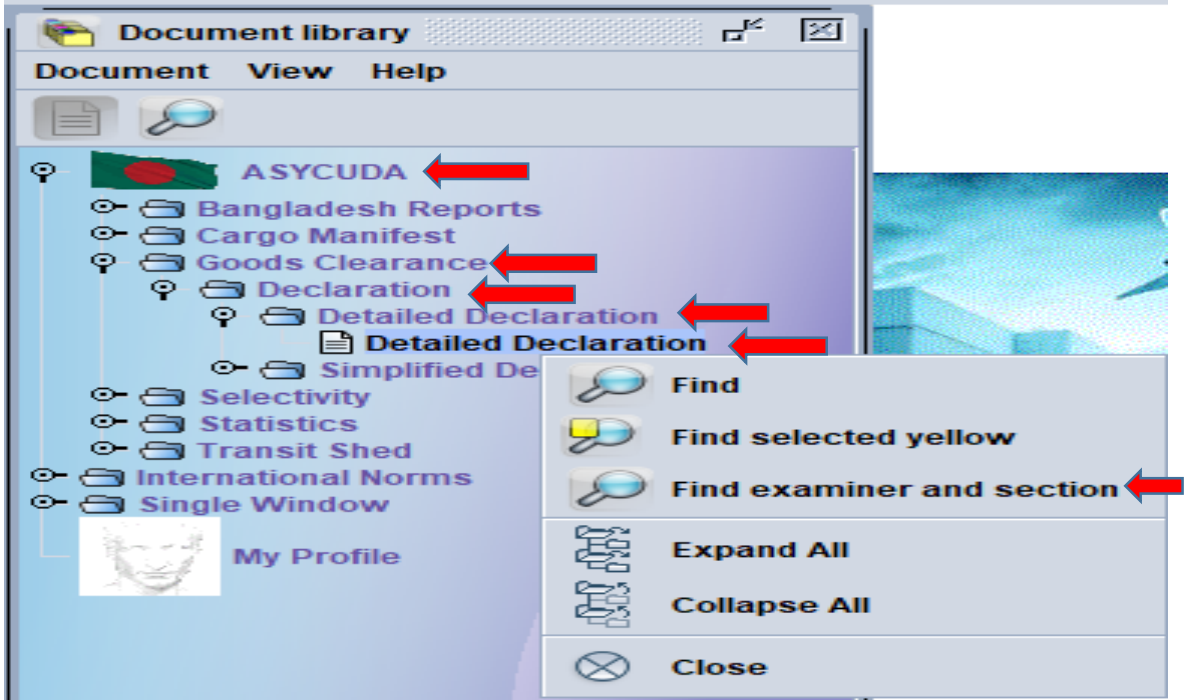 Document library
Document View Help
ASYCUDA
Bangladesh Reports
Cargo Manifest
Goods Clearance
Declaration
Detailed Declaration
Detailed Declaration
Simplified De
Selectivity
Statistics
Transit Shed
International Norms
Single Window
My Profile
Find
Find selected yellow
Find examiner and section
Expand All
Collapse All
Close